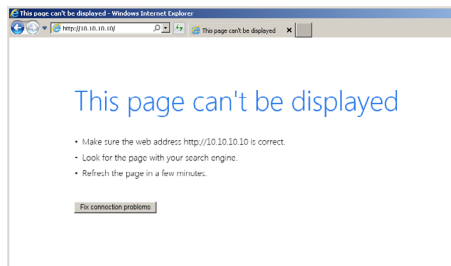 This page can't be displayed - Windows Internet Explorer
http://10.10.10.10/
This page can't be displayed
This page can't be displayed
• Make sure the web address http://10.10.10.10 is correct.
• Look for the page with your search engine.
• Refresh the page in a few minutes.
Fix connection problems